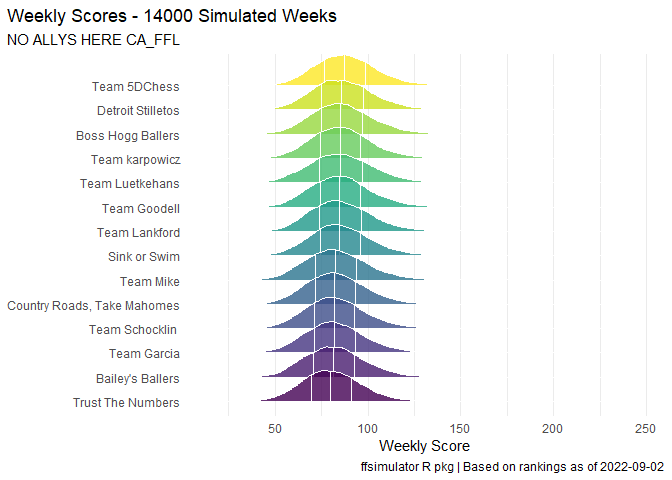 Weekly Scores - 14000 Simulated Weeks
NO ALLYS HERE CA_FFL
Team 5DChess
Detroit Stilletos
Boss Hogg Ballers
Team karpowicz
Team Luetkehans
Team Goodell
Team Lankford
Sink or Swim
Team Mike
Country Roads, Take Mahomes
Team Schocklin
Team Garcia
Bailey's Ballers
Trust The Numbers
50 100 150 200 250
Weekly Score
ffsimulator R pkg | Based on rankings as of 2022-09-02